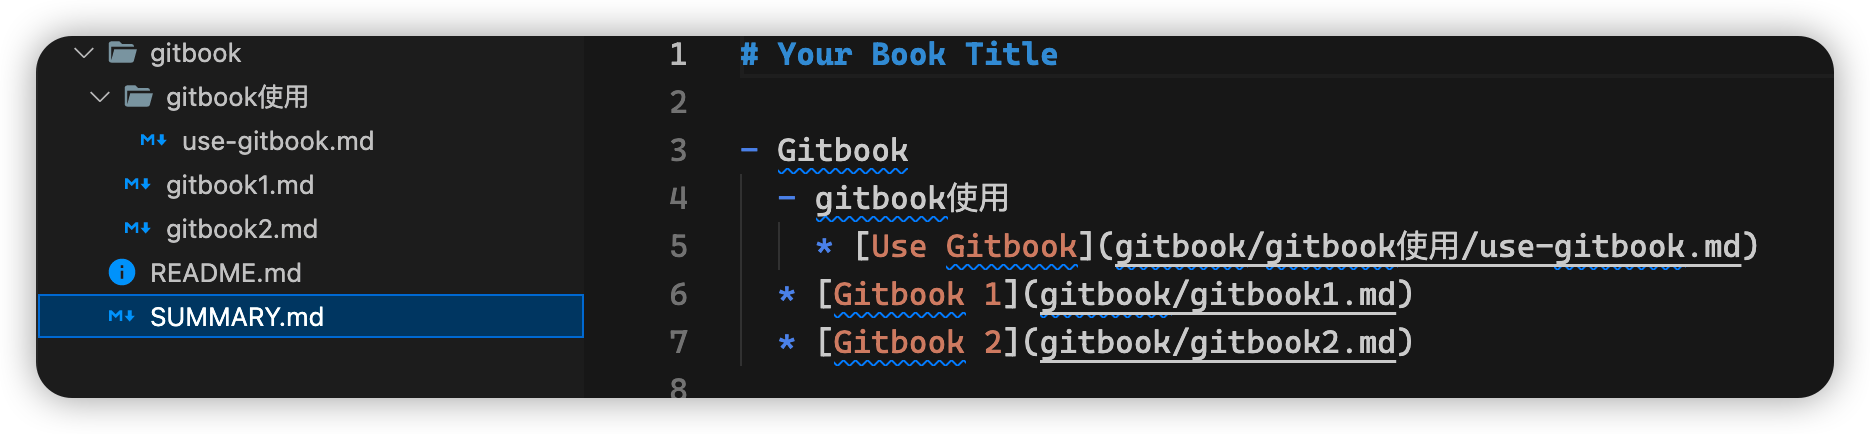 gitbook
gitbook使用
use-gitbook.md
gitbook1.md
gitbook2.md
README.md
SUMMARY.md
1 # Your Book Title
2
3 - Gitbook
4 - gitbook使用
5 * [Use Gitbook](gitbook/gitbook使用/use-gitbook.md)
6 * [Gitbook 1](gitbook/gitbook1.md)
7 * [Gitbook 2](gitbook/gitbook2.md)
8